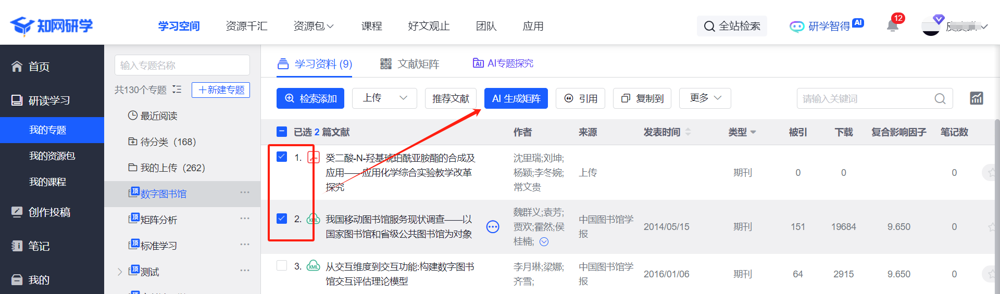 知网研学
学习空间 资源千汇 资源包 课程 好文观止 团队 应用
全站检索
研学智得 AI
12
首页
研读学习
我的专题
我的资源包
我的课程
创作投稿
笔记
我的
输入专题名称
共130个专题
+新建专题
最近阅读
待分类（168）
我的上传（262）
顶 数字图书馆 ...
顶 矩阵分析 ...
顶 标准学习 ...
顶 测试 ...
学习资料 (9) 文献矩阵 AI AI专题探究
检索添加 上传 推荐文献 AI 生成矩阵 引用 复制到 更多 请输入关键词
已选 2 篇文献 作者 来源 发表时间 类型 被引 下载 复合影响因子 笔记数
1. 癸二酸-N-羟基琥珀酰亚胺酯的合成及
应用——应用化学综合实验教学改革
探究
沈里瑞;刘坤;
杨颖;李冬婉;
常文贵
上传 期刊 0 0 0
2. XML 我国移动图书馆服务现状调查——以
国家图书馆和省级公共图书馆为对象
魏群义;袁芳;
贾欢;霍然;侯
桂楠;
中国图书馆学
报
2014/05/15 期刊 151 19684 9.650 0
3. XML 从交互维度到交互功能:构建数字图书
馆交互评估理论模型
李月琳;梁娜;
齐雪;
中国图书馆学
报
2016/01/06 期刊 64 2915 9.650 0